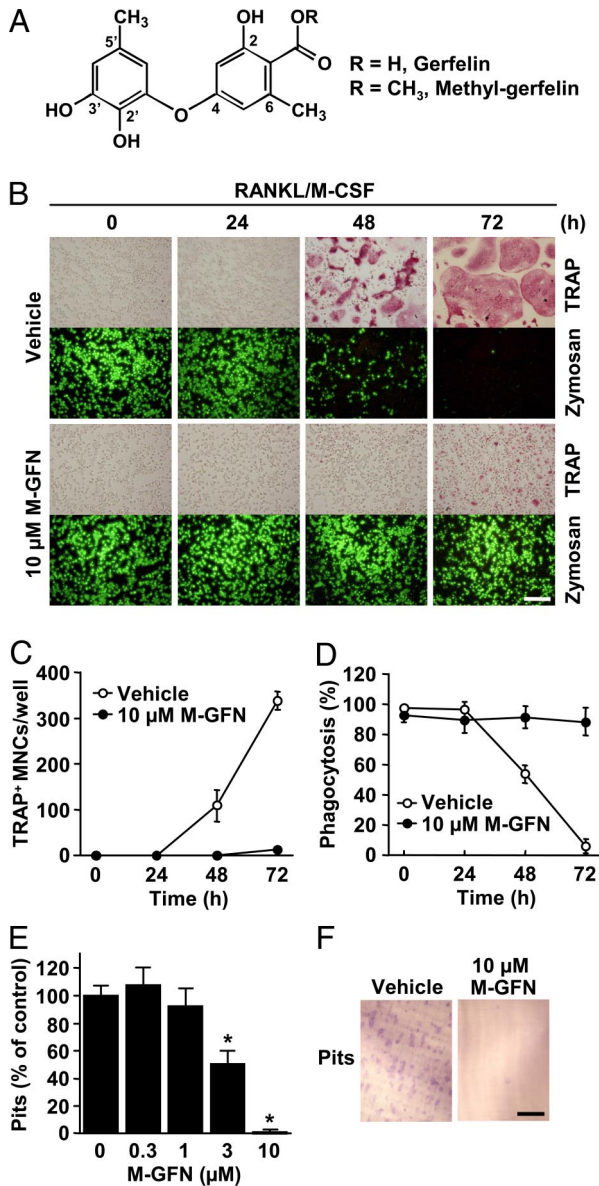 A
CH₃
5'
HO
3'
2'
OH
O
4
OH
2
6
OR
O
CH₃
R = H, Gerfelin
R = CH₃, Methyl-gerfelin
B
RANKL/M-CSF
0 24 48 72 (h)
Vehicle
TRAP
Zymosan
10 µM M-GFN
TRAP
Zymosan
C
TRAP⁺ MNCs/well
400
300
200
100
0
Vehicle
10 µM M-GFN
0 24 48 72
Time (h)
D
Phagocytosis (%)
120
100
80
60
40
20
0
Vehicle
10 µM M-GFN
0 24 48 72
Time (h)
E
Pits (% of control)
120
100
80
60
40
20
0
*
*
0 0.3 1 3 10
M-GFN (µM)
F
Vehicle
10 µM
M-GFN
Pits